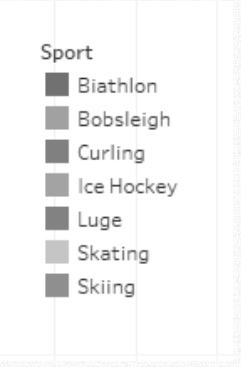 Sport
Biathlon
Bobsleigh
Curling
Ice Hockey
Luge
Skating
Skiing